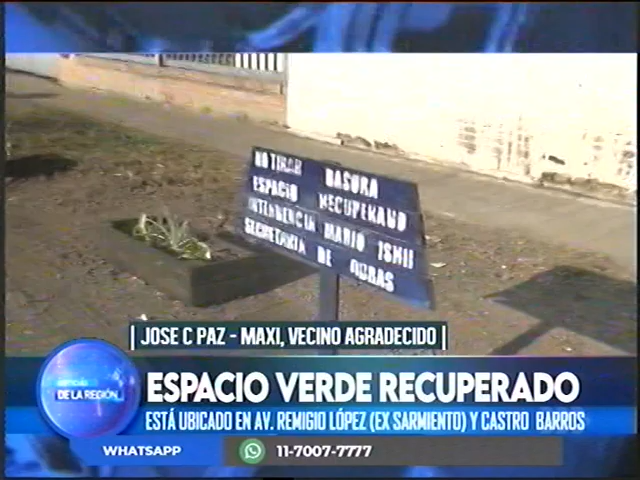 NO TIRAR BASURA
ESPACIO RECUPERADO
INTENDENCIA MARIO ISHII
SECRETARIA DE OBRAS
JOSE C PAZ - MAXI, VECINO AGRADECIDO
NOTICIAS
DE LA REGIÓN
ESPACIO VERDE RECUPERADO
ESTÁ UBICADO EN AV. REMIGIO LÓPEZ (EX SARMIENTO) Y CASTRO BARROS
WHATSAPP 11-7007-7777